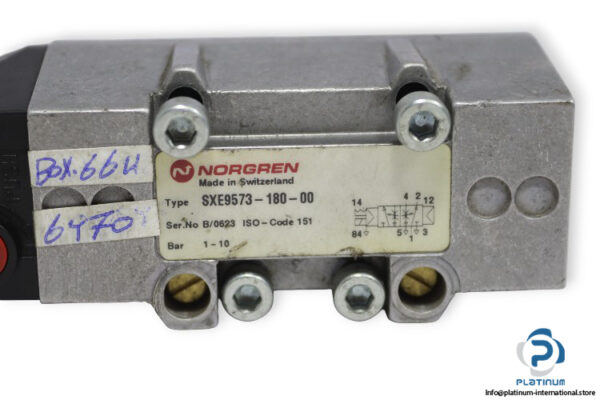 NORGREN
Made in Switzerland
Type SXE9573-180-00
Ser.No B/0623 ISO-Code 151
Bar 1-10
14 4 2 12
84 5 1 3
BOX.66U
6470
PLATINUM
Info@platinum-international.store